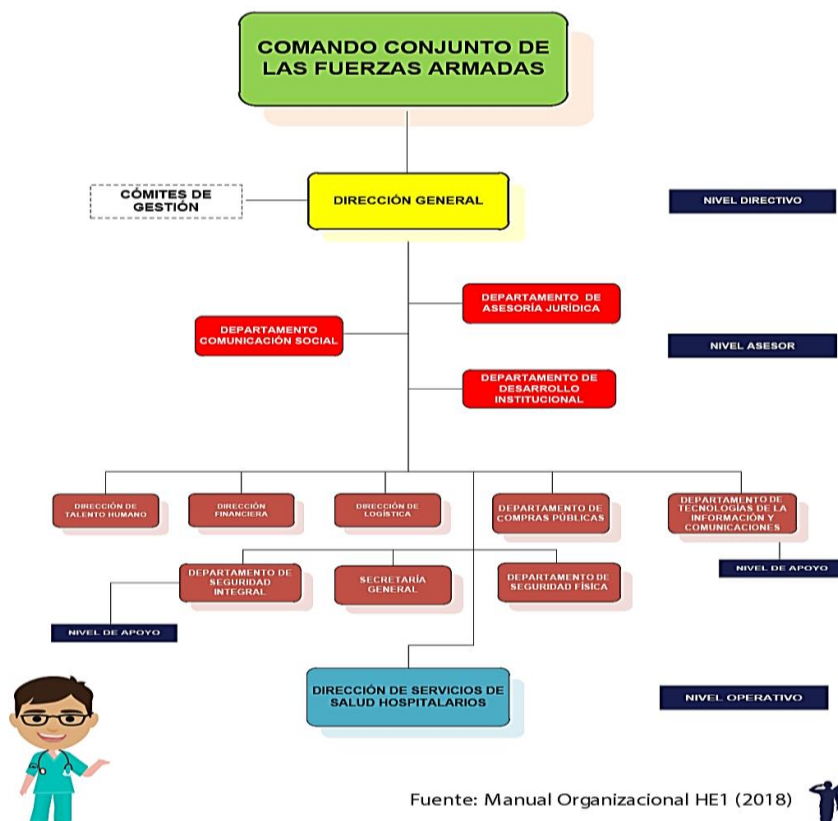 COMANDO CONJUNTO DE
LAS FUERZAS ARMADAS
CÓMITES DE
GESTIÓN
DIRECCIÓN GENERAL
NIVEL DIRECTIVO
DEPARTAMENTO DE
ASESORÍA JURÍDICA
DEPARTAMENTO
COMUNICACIÓN SOCIAL
NIVEL ASESOR
DEPARTAMENTO DE
DESARROLLO
INSTITUCIONAL
DIRECCIÓN DE
TALENTO HUMANO
DIRECCIÓN
FINANCIERA
DIRECCIÓN DE
LOGÍSTICA
DEPARTAMENTO DE
COMPRAS PÚBLICAS
DEPARTAMENTO DE
TECNOLOGÍAS DE LA
INFORMACIÓN Y
COMUNICACIONES
DEPARTAMENTO DE
SEGURIDAD
INTEGRAL
SECRETARÍA
GENERAL
DEPARTAMENTO DE
SEGURIDAD FÍSICA
NIVEL DE APOYO
NIVEL DE APOYO
DIRECCIÓN DE SERVICIOS DE
SALUD HOSPITALARIOS
NIVEL OPERATIVO
Fuente: Manual Organizacional HE1 (2018)